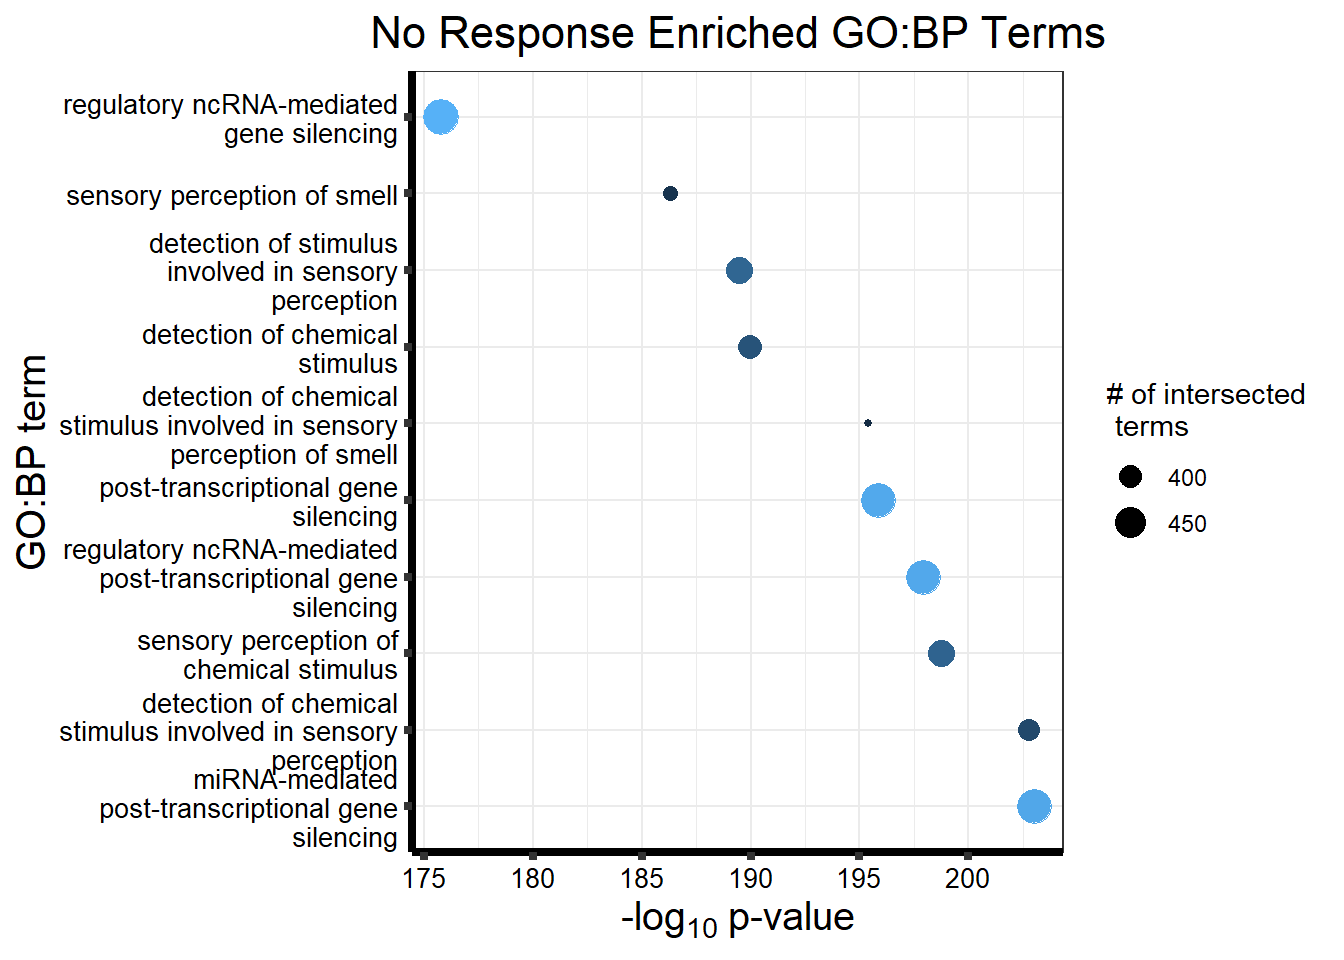 No Response Enriched GO:BP Terms
GO:BP term
regulatory ncRNA-mediated
gene silencing
sensory perception of smell
detection of stimulus
involved in sensory
perception
detection of chemical
stimulus
detection of chemical
stimulus involved in sensory
perception of smell
post-transcriptional gene
silencing
regulatory ncRNA-mediated
post-transcriptional gene
silencing
sensory perception of
chemical stimulus
detection of chemical
stimulus involved in sensory
perception
miRNA-mediated
post-transcriptional gene
silencing
175 180 185 190 195 200
-log10 p-value
# of intersected
terms
400
450